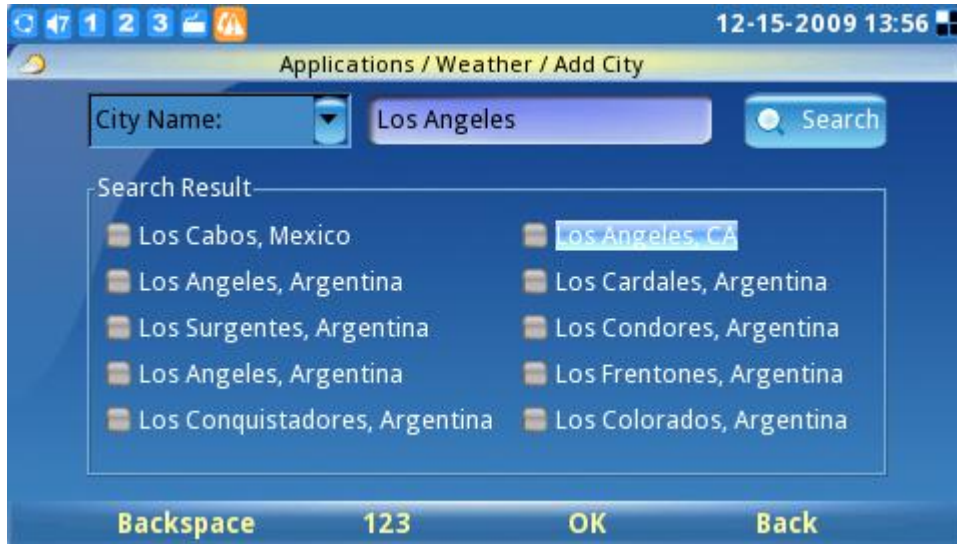 7 1 2 3 12-15-2009 13:56
Applications / Weather / Add City
City Name: Los Angeles Search
Search Result
Los Cabos, Mexico Los Angeles, CA
Los Angeles, Argentina Los Cardales, Argentina
Los Surgentes, Argentina Los Condores, Argentina
Los Angeles, Argentina Los Frentones, Argentina
Los Conquistadores, Argentina Los Colorados, Argentina
Backspace 123 OK Back